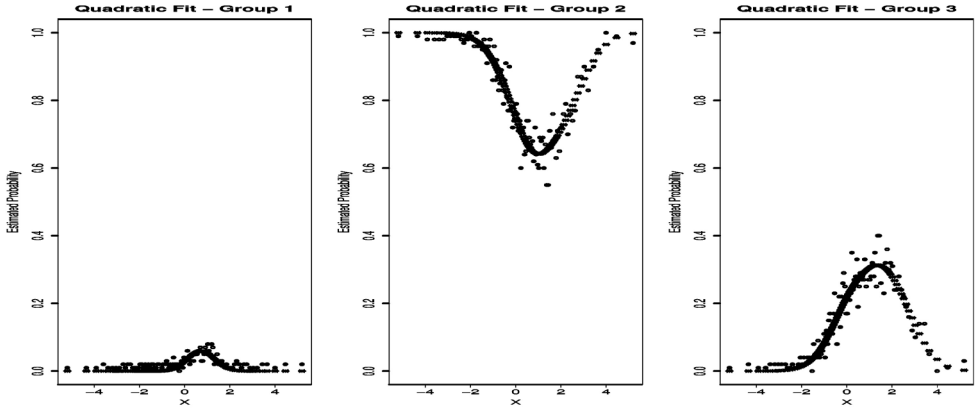 Quadratic Fit – Group 1
Estimated Probability
1.0
0.8
0.6
0.4
0.2
0.0
−4 −2 0 2 4
X
Quadratic Fit – Group 2
Estimated Probability
1.0
0.8
0.6
0.4
0.2
0.0
−4 −2 0 2 4
X
Quadratic Fit – Group 3
Estimated Probability
1.0
0.8
0.6
0.4
0.2
0.0
−4 −2 0 2 4
X